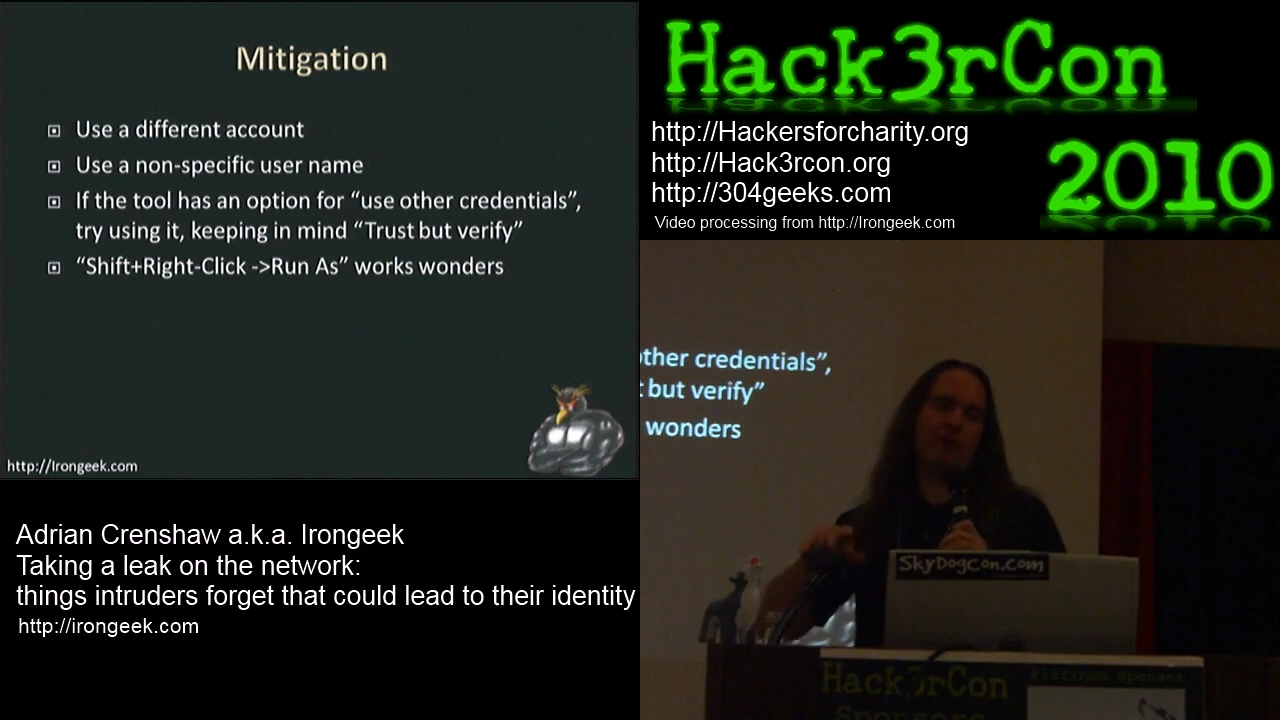 Mitigation
Use a different account
Use a non-specific user name
If the tool has an option for “use other credentials”,
try using it, keeping in mind “Trust but verify”
“Shift+Right-Click ->Run As” works wonders
http://Irongeek.com
Adrian Crenshaw a.k.a. Irongeek
Taking a leak on the network:
things intruders forget that could lead to their identity
http://irongeek.com
Hack3rCon
2010
http://Hackersforcharity.org
http://Hack3rcon.org
http://304geeks.com
Video processing from http://Irongeek.com
other credentials”,
t but verify”
wonders
SkyDogCon.com
Hack3rCon
Sponsors
Platinum Sponsor